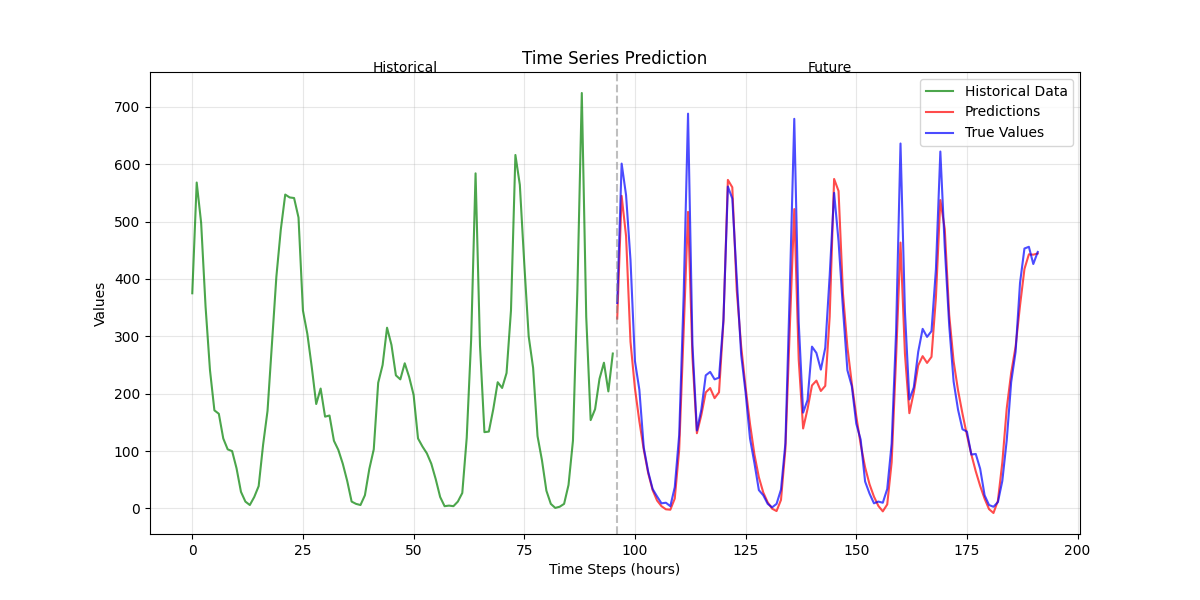 Time Series Prediction
Historical
Future
Historical Data
Predictions
True Values
Values
700
600
500
400
300
200
100
0
0
25
50
75
100
125
150
175
200
Time Steps (hours)